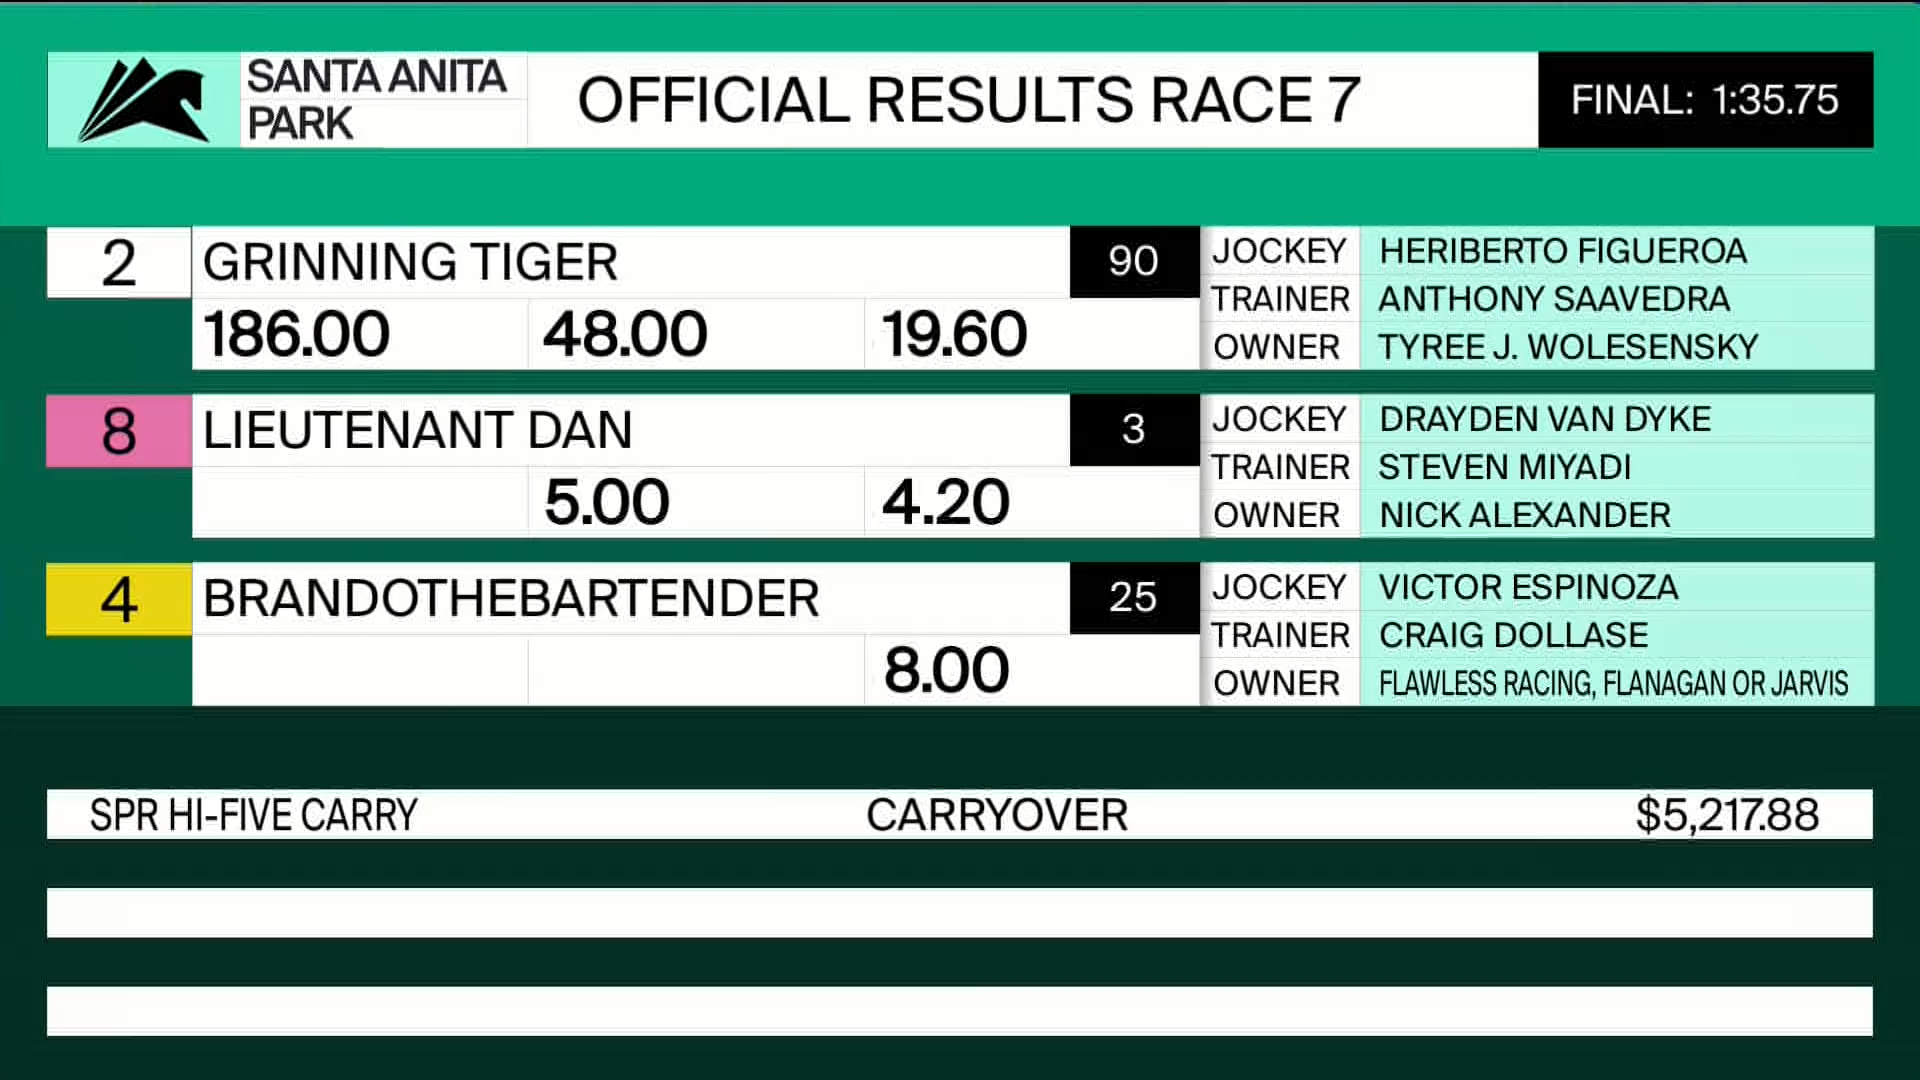 SANTA ANITA
PARK
OFFICIAL RESULTS RACE 7
FINAL: 1:35.75
2 GRINNING TIGER 90
186.00 48.00 19.60
JOCKEY HERIBERTO FIGUEROA
TRAINER ANTHONY SAAVEDRA
OWNER TYREE J. WOLESENSKY
8 LIEUTENANT DAN 3
5.00 4.20
JOCKEY DRAYDEN VAN DYKE
TRAINER STEVEN MIYADI
OWNER NICK ALEXANDER
4 BRANDOTHEBARTENDER 25
8.00
JOCKEY VICTOR ESPINOZA
TRAINER CRAIG DOLLASE
OWNER FLAWLESS RACING, FLANAGAN OR JARVIS
SPR HI-FIVE CARRY CARRYOVER $5,217.88